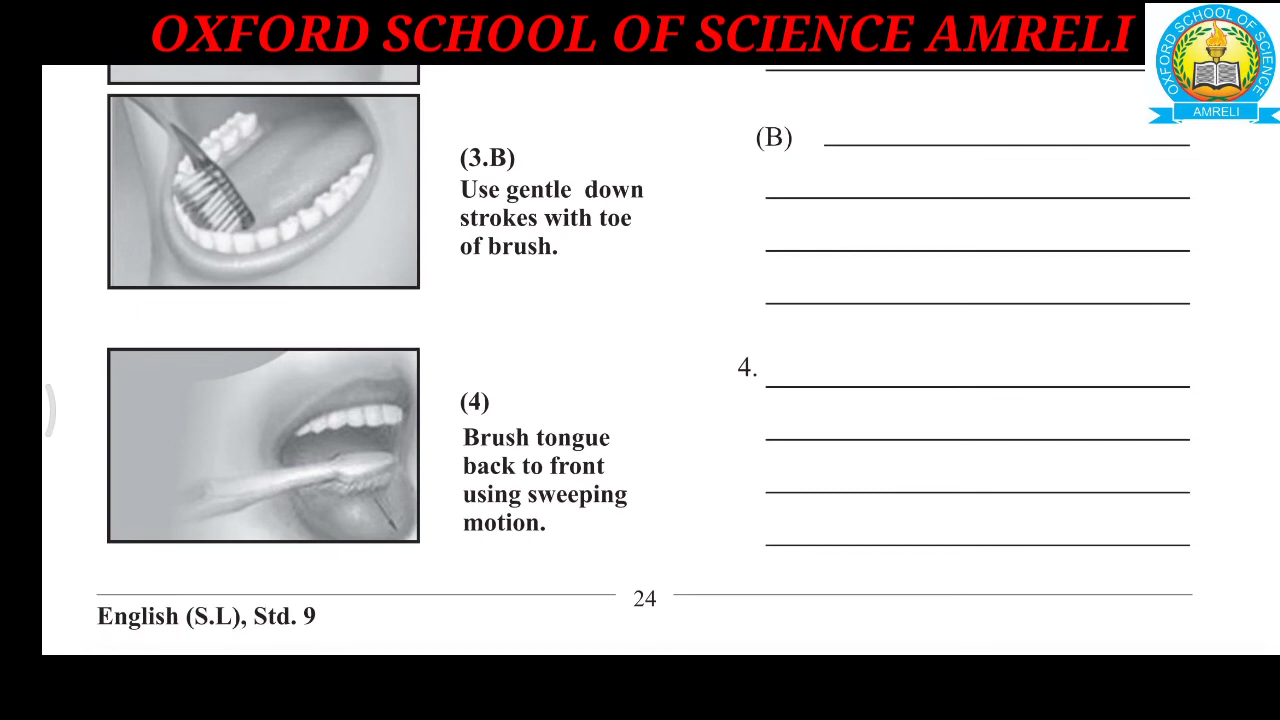 OXFORD SCHOOL OF SCIENCE AMRELI
OXFORD SCHOOL OF SCIENCE
AMRELI
(3.B)
Use gentle down
strokes with toe
of brush.
(B)
(4)
Brush tongue
back to front
using sweeping
motion.
4.
24
English (S.L), Std. 9